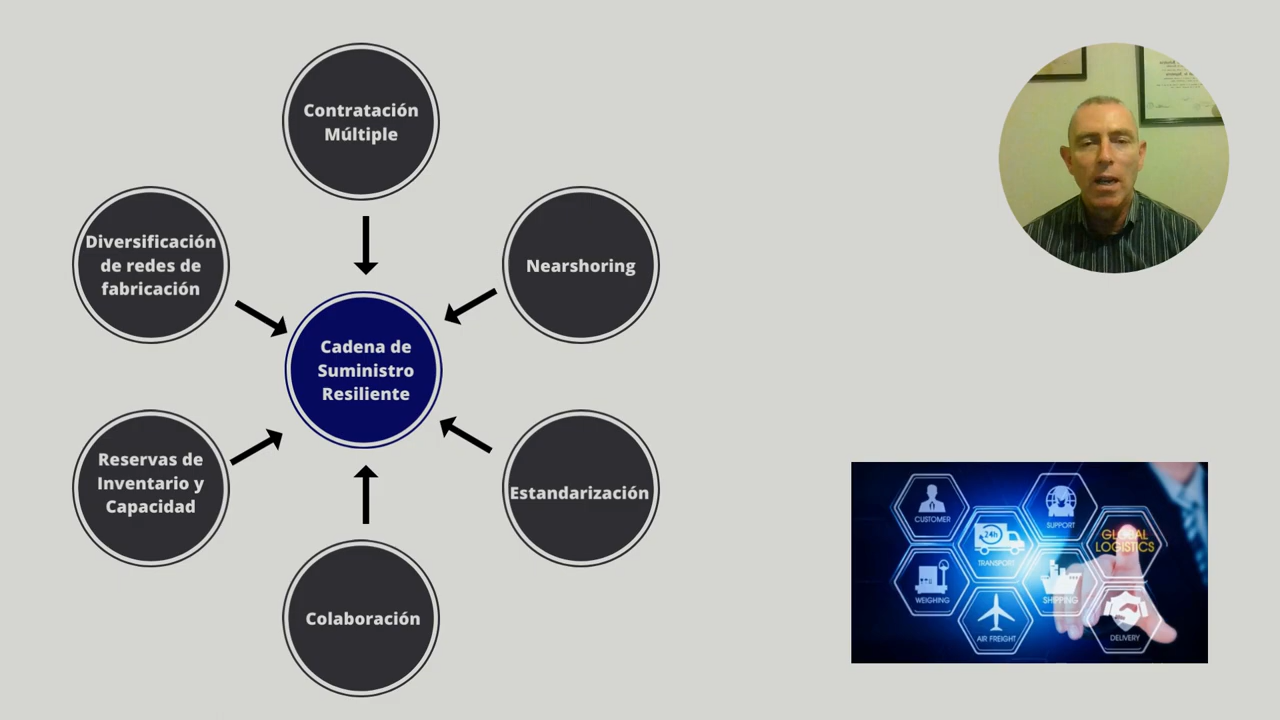 Contratación
Múltiple
Diversificación
de redes de
fabricación
Nearshoring
Cadena de
Suministro
Resiliente
Reservas de
Inventario y
Capacidad
Estandarización
Colaboración
CUSTOMER
SUPPORT
24h
TRANSPORT
GLOBAL
LOGISTICS
WEIGHING
SHIPPING
AIR FREIGHT
DELIVERY